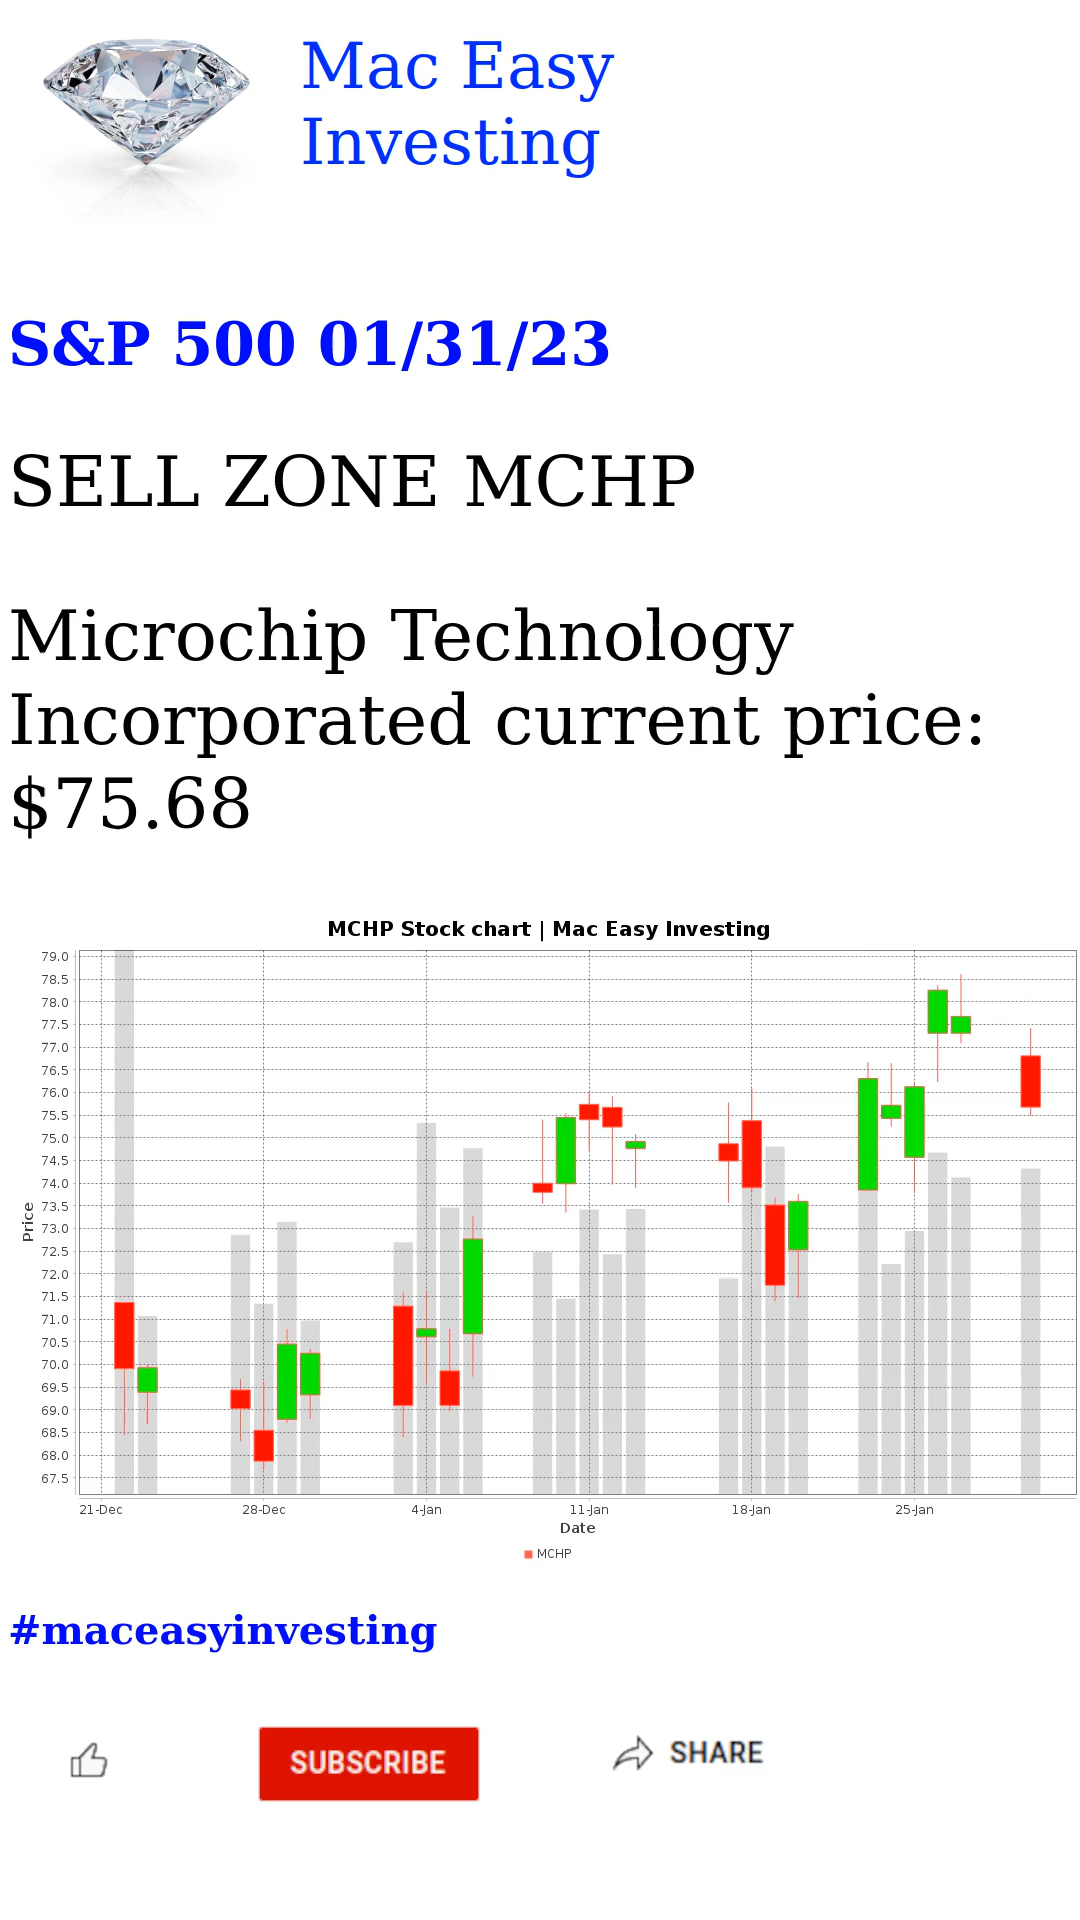 Mac Easy
Investing
S&P 500 01/31/23
SELL ZONE MCHP
Microchip Technology
Incorporated current price:
$75.68
MCHP Stock chart | Mac Easy Investing
79.0
78.5
78.0
77.5
77.0
76.5
76.0
75.5
75.0
74.5
74.0
73.5
73.0
72.5
72.0
71.5
71.0
70.5
70.0
69.5
69.0
68.5
68.0
67.5
Price
21-Dec 28-Dec 4-Jan 11-Jan 18-Jan 25-Jan
Date
MCHP
#maceasyinvesting
SUBSCRIBE SHARE